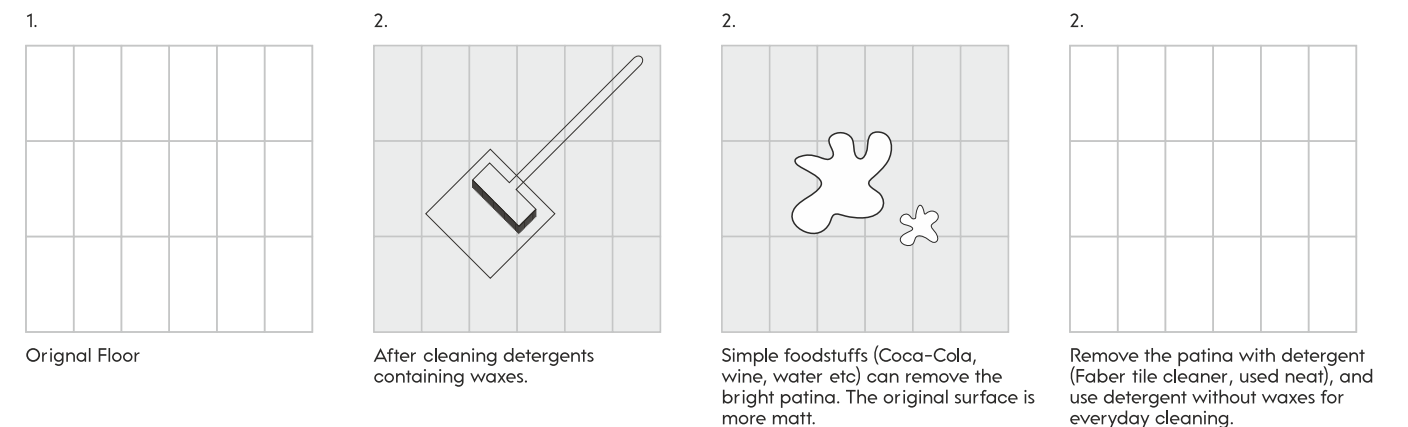 1.
Orignal Floor
2.
After cleaning detergents
containing waxes.
2.
Simple foodstuffs (Coca-Cola,
wine, water etc) can remove the
bright patina. The original surface is
more matt.
2.
Remove the patina with detergent
(Faber tile cleaner, used neat), and
use detergent without waxes for
everyday cleaning.